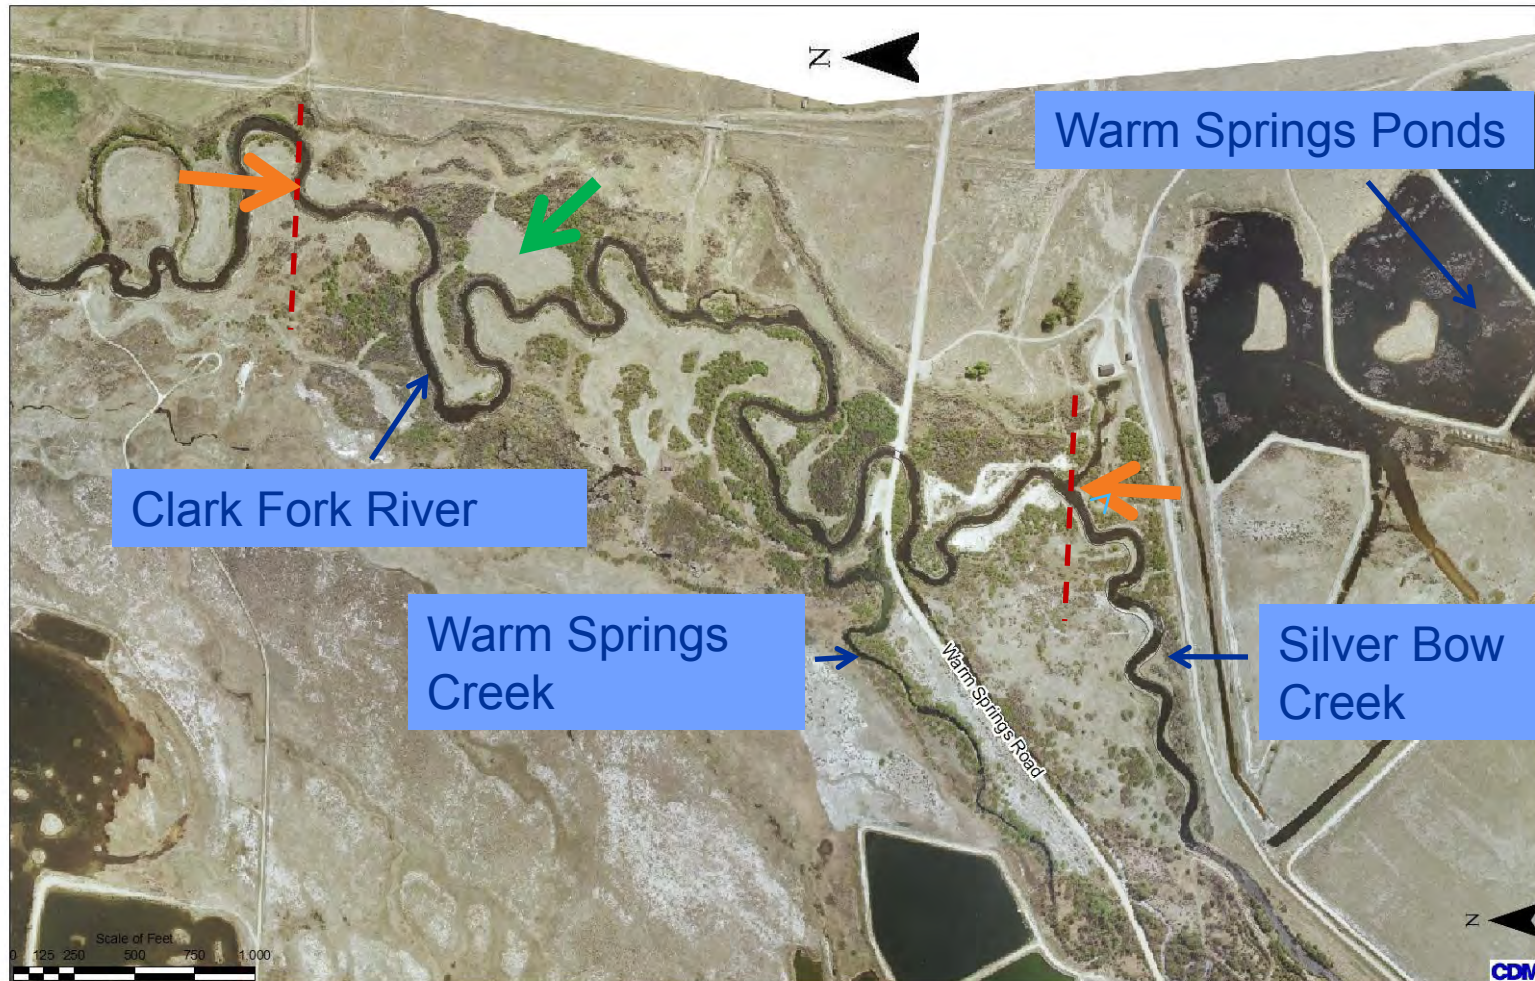 N
Warm Springs Ponds
Clark Fork River
Warm Springs
Creek
Warm Springs Road
Silver Bow
Creek
N
Scale of Feet
0 125 250 500 750 1,000
CDM